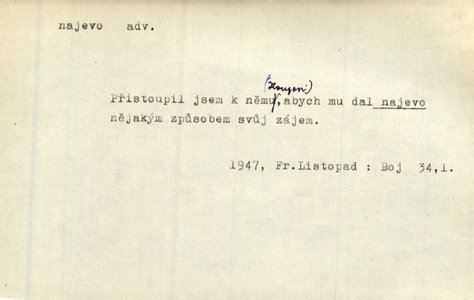 najevo adv.
Přistoupil jsem k němu, abych mu dal najevo
nějakým způsobem svůj zájem.
1947, Fr.Listopad : Boj 34,1.